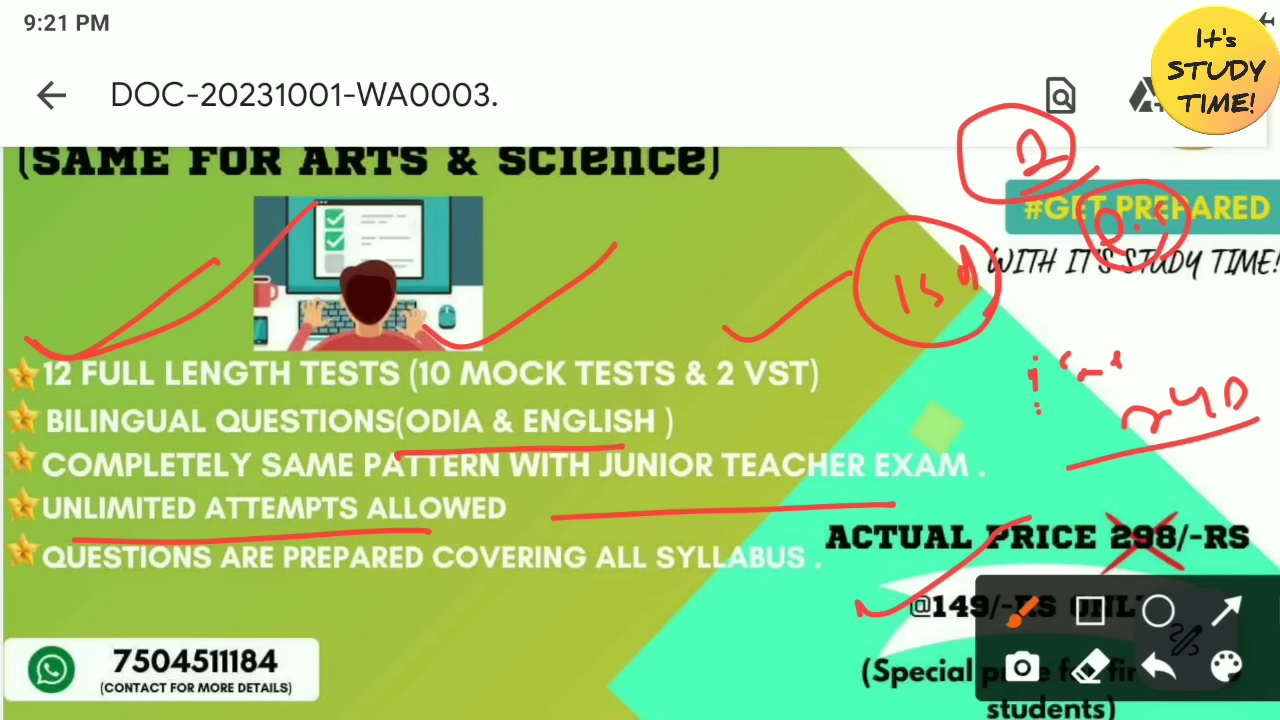 9:21 PM
It's
STUDY
TIME!
DOC-20231001-WA0003.
(SAME FOR ARTS & SCIENCE)
#GET PREPARED
WITH IT'S STUDY TIME!
12 FULL LENGTH TESTS (10 MOCK TESTS & 2 VST)
BILINGUAL QUESTIONS(ODIA & ENGLISH )
COMPLETELY SAME PATTERN WITH JUNIOR TEACHER EXAM .
UNLIMITED ATTEMPTS ALLOWED
QUESTIONS ARE PREPARED COVERING ALL SYLLABUS .
ACTUAL PRICE 298/-RS
@149/-RS
(Special
students)
7504511184
(CONTACT FOR MORE DETAILS)